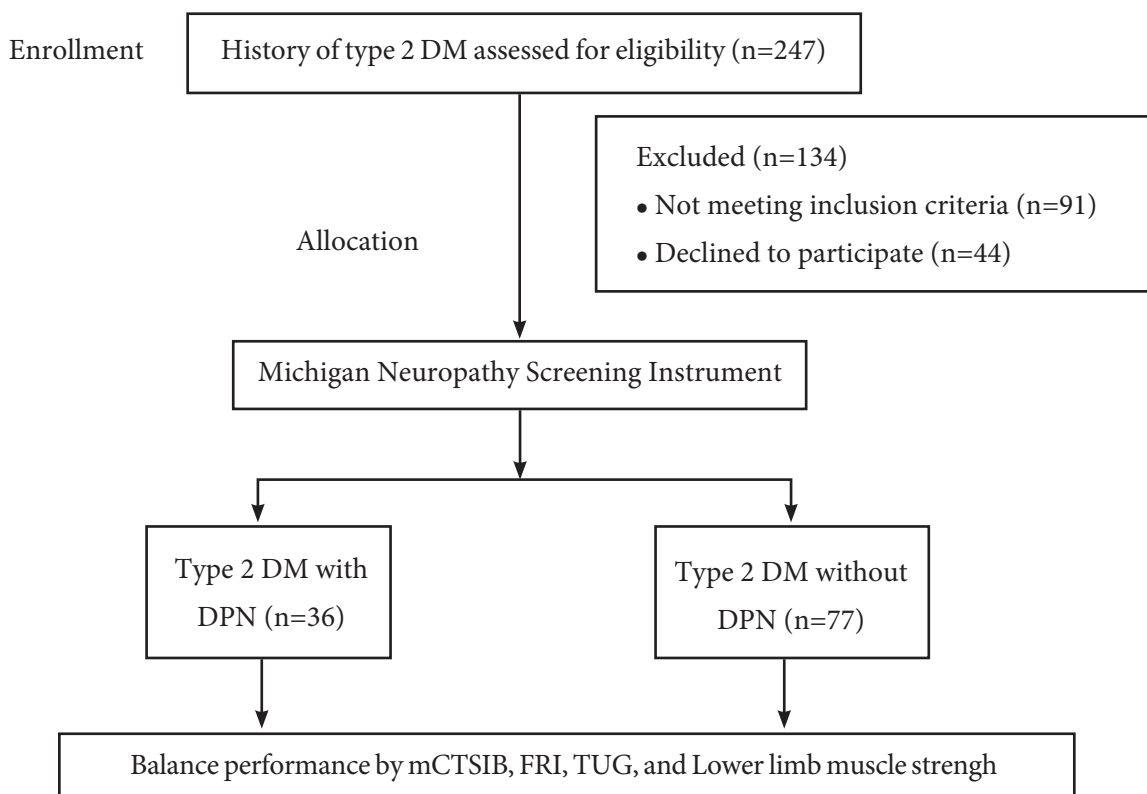 Enrollment
History of type 2 DM assessed for eligibility (n=247)
Excluded (n=134)
• Not meeting inclusion criteria (n=91)
• Declined to participate (n=44)
Allocation
Michigan Neuropathy Screening Instrument
Type 2 DM with
DPN (n=36)
Type 2 DM without
DPN (n=77)
Balance performance by mCTSIB, FRI, TUG, and Lower limb muscle strengh